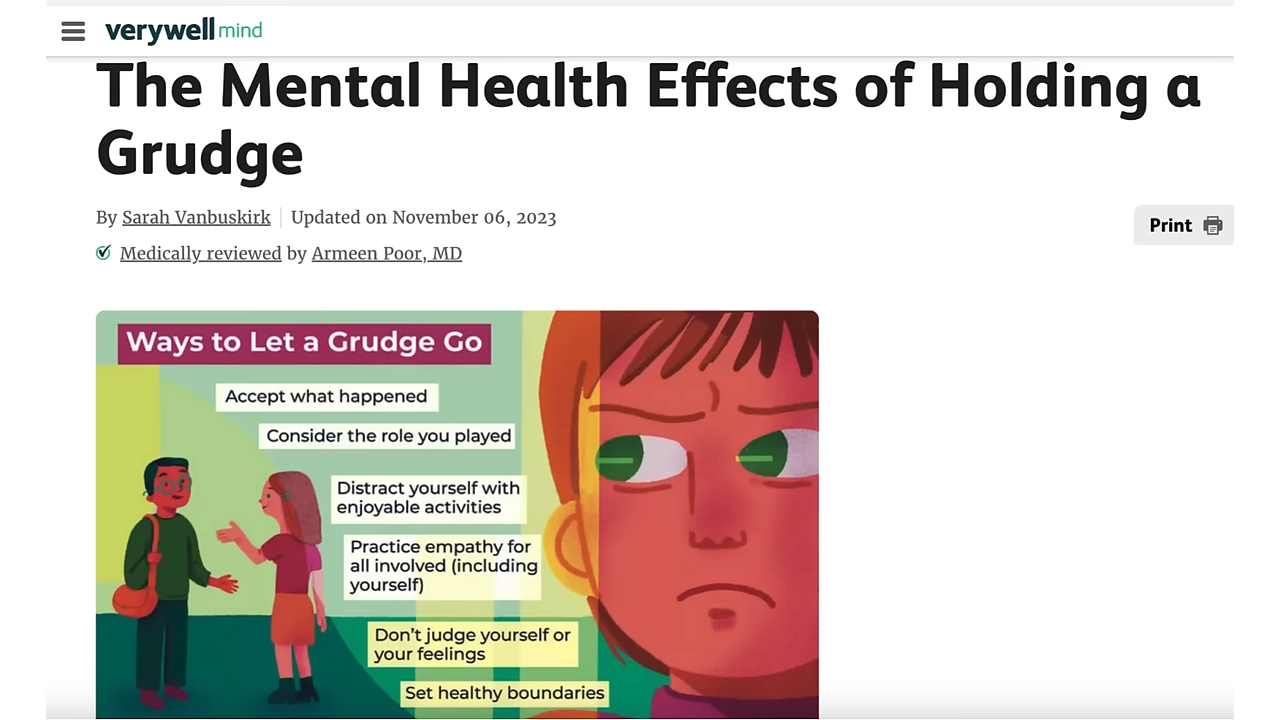 verywell mind
The Mental Health Effects of Holding a
Grudge
By Sarah Vanbuskirk Updated on November 06, 2023
Print
Medically reviewed by Armeen Poor, MD
Ways to Let a Grudge Go
Accept what happened
Consider the role you played
Distract yourself with
enjoyable activities
Practice empathy for
all involved (including
yourself)
Don't judge yourself or
your feelings
Set healthy boundaries